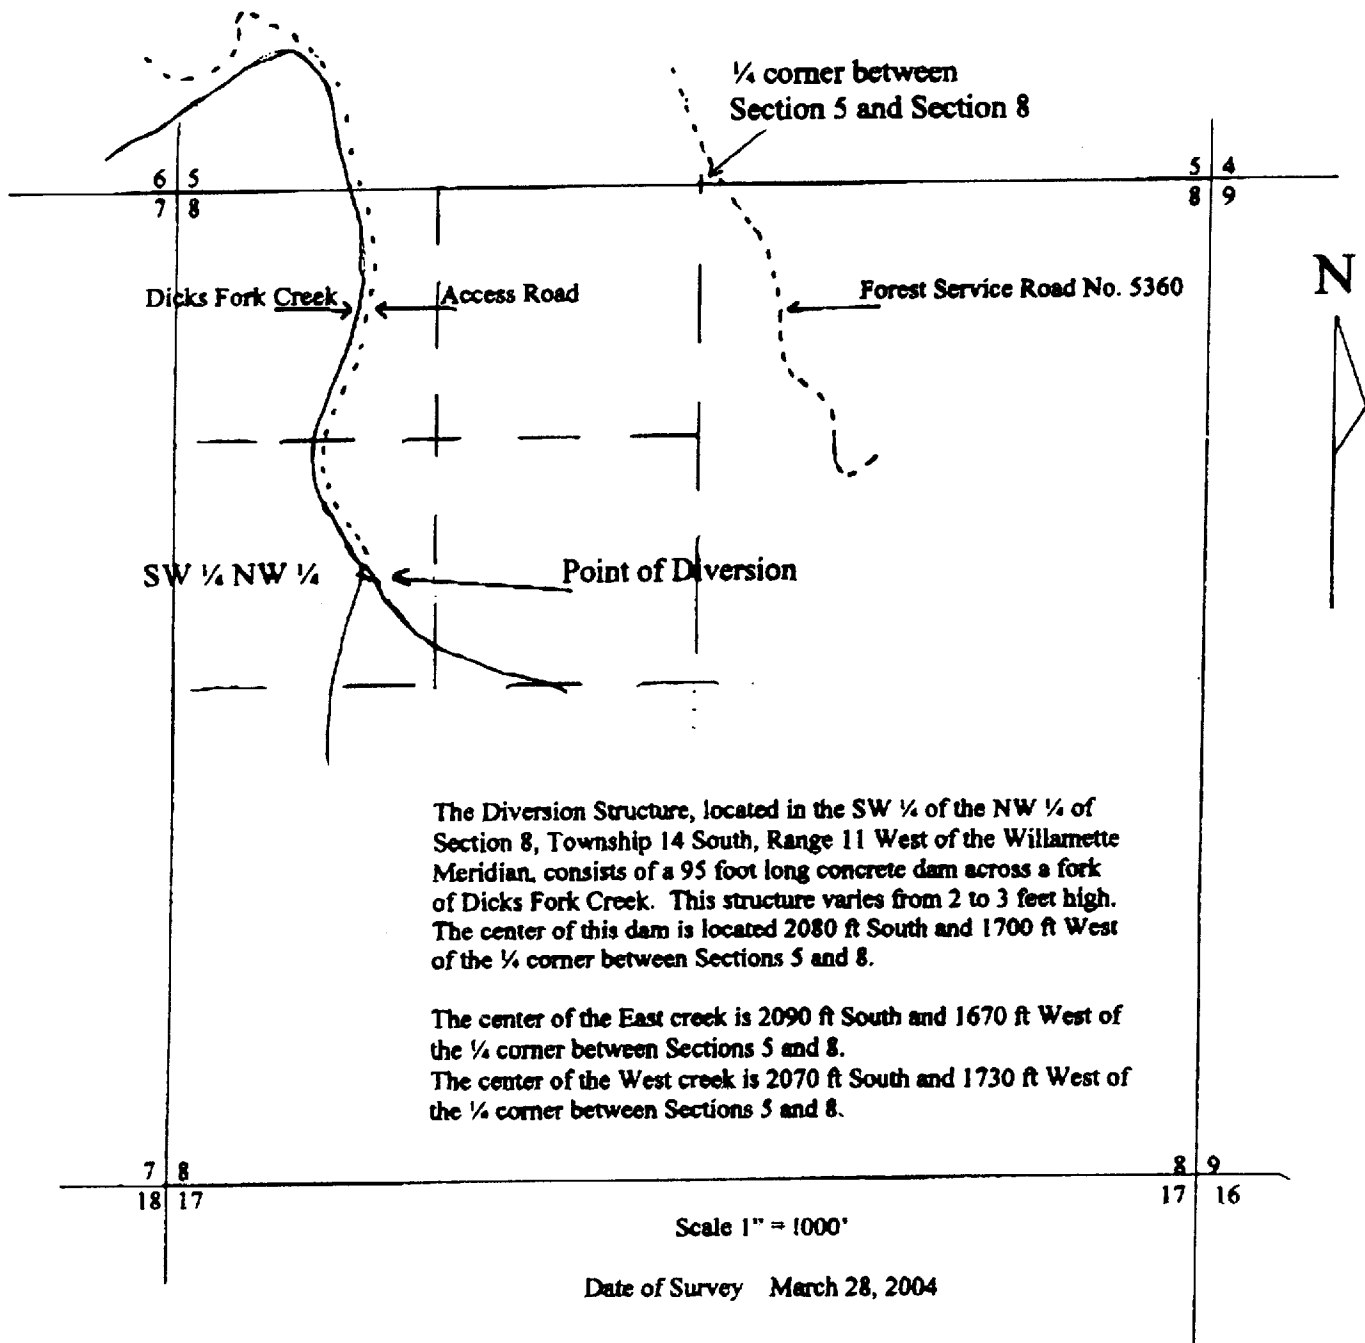 ¼ corner between
Section 5 and Section 8
6 5
5 4
7 8
8 9
N
Dicks Fork Creek
Access Road
Forest Service Road No. 5360
SW ¼ NW ¼
Point of Diversion
The Diversion Structure, located in the SW ¼ of the NW ¼ of
Section 8, Township 14 South, Range 11 West of the Willamette
Meridian, consists of a 95 foot long concrete dam across a fork
of Dicks Fork Creek. This structure varies from 2 to 3 feet high.
The center of this dam is located 2080 ft South and 1700 ft West
of the ¼ corner between Sections 5 and 8.
The center of the East creek is 2090 ft South and 1670 ft West of
the ¼ corner between Sections 5 and 8.
The center of the West creek is 2070 ft South and 1730 ft West of
the ¼ corner between Sections 5 and 8.
7 8
8 9
18 17
17 16
Scale 1" = 1000'
Date of Survey March 28, 2004